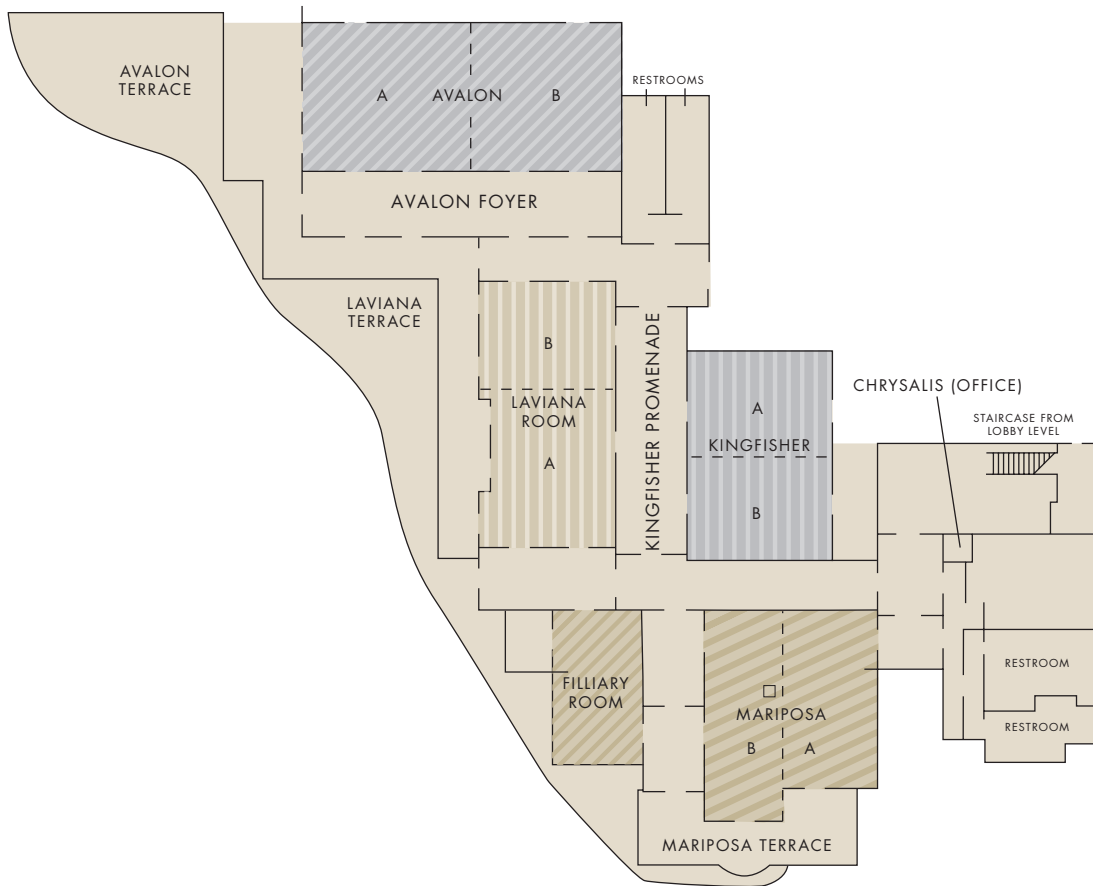 AVALON
TERRACE
A AVALON B
RESTROOMS
AVALON FOYER
LAVIANA
TERRACE
B
LAVIANA
ROOM
A
KINGFISHER PROMENADE
A
KINGFISHER
B
CHRYSALIS (OFFICE)
STAIRCASE FROM
LOBBY LEVEL
FILLIARY
ROOM
MARIPOSA
B A
RESTROOM
RESTROOM
MARIPOSA TERRACE